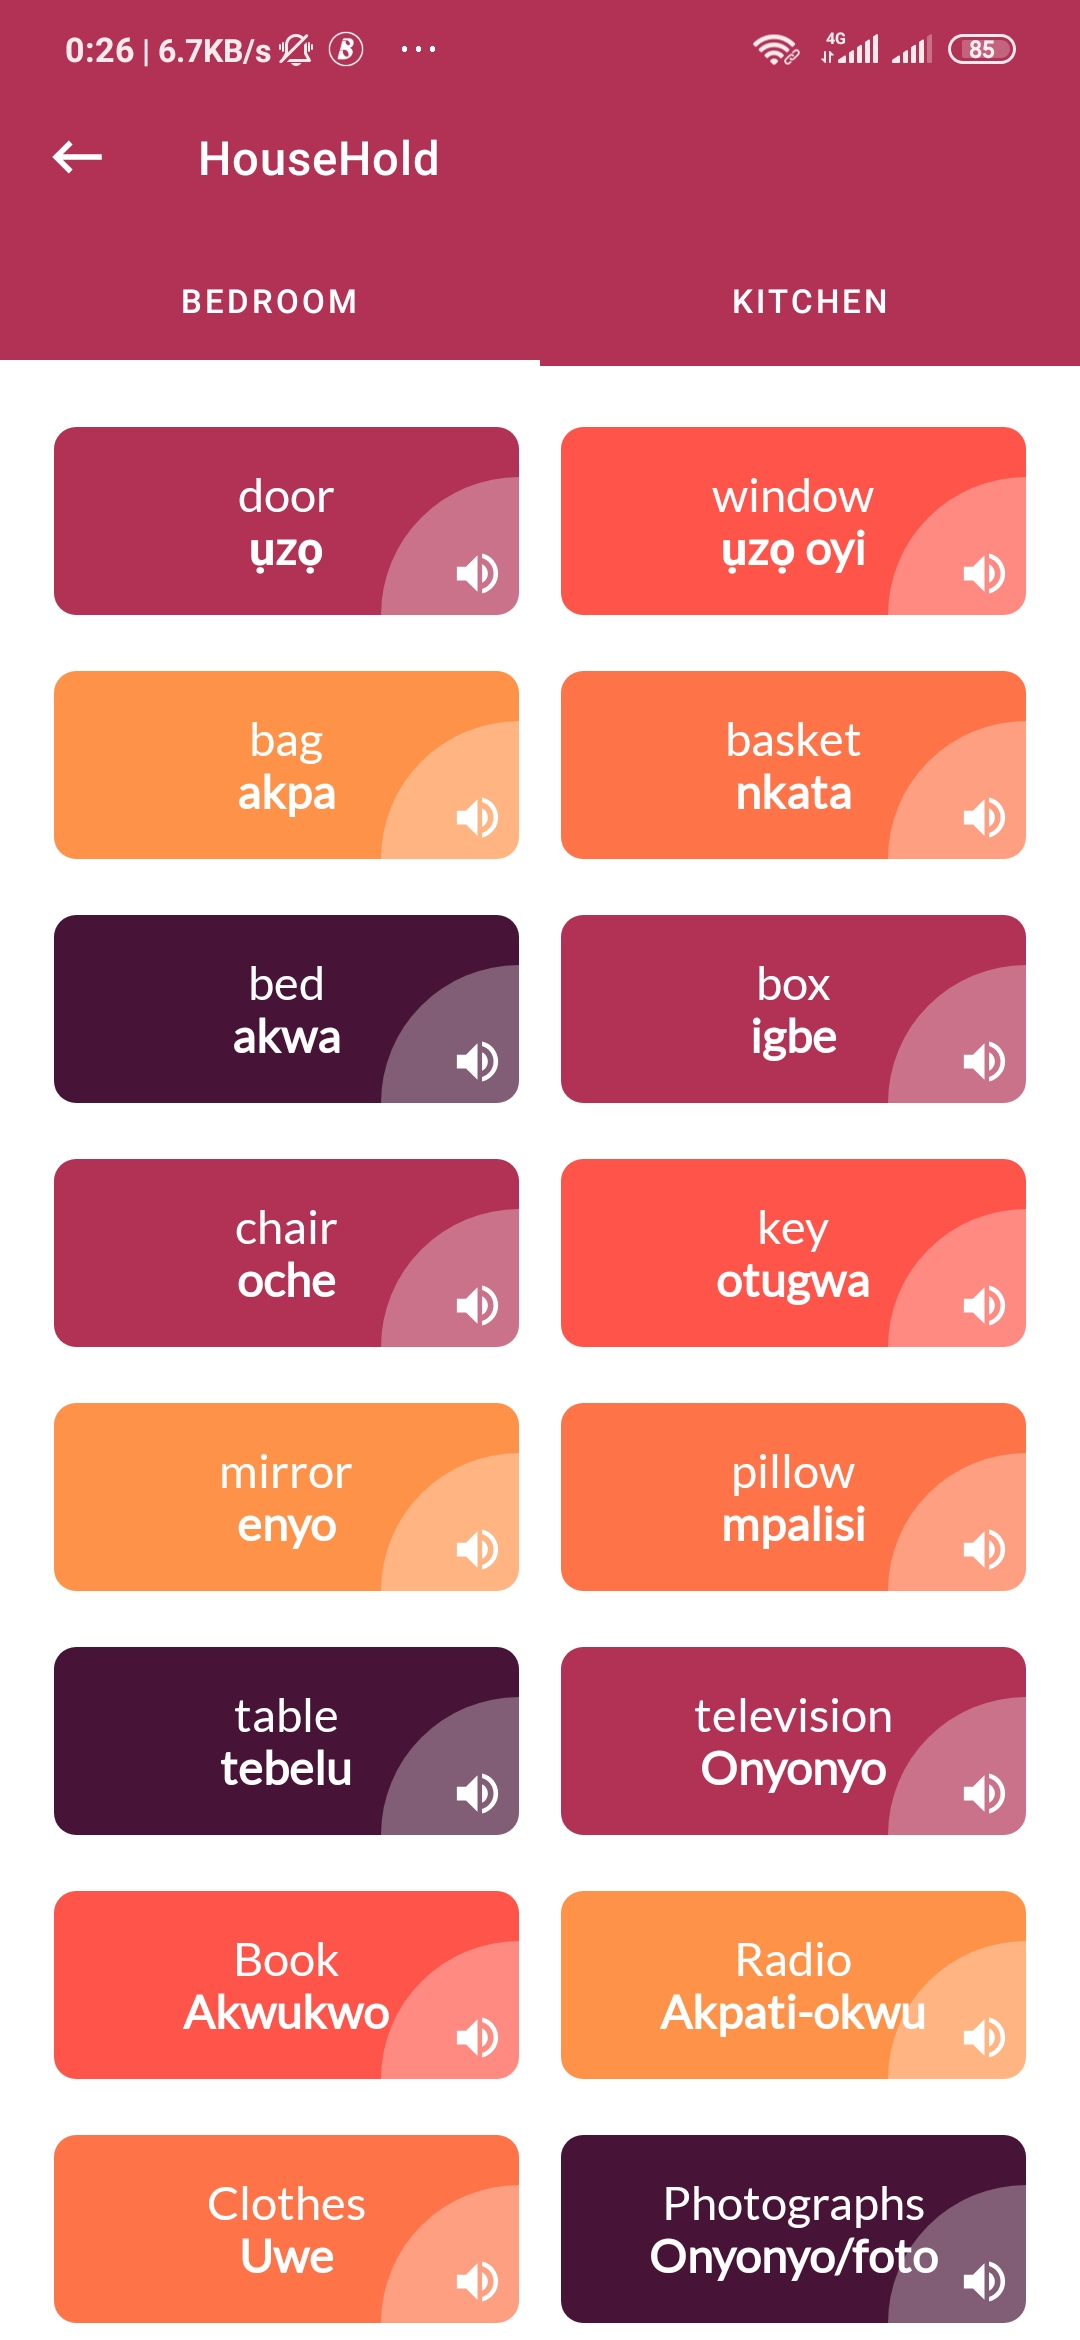 0:26 | 6.7KB/s
4G
85
HouseHold
BEDROOM
KITCHEN
door
ụzọ
window
ụzọ oyi
bag
akpa
basket
nkata
bed
akwa
box
igbe
chair
oche
key
otugwa
mirror
enyo
pillow
mpalisi
table
tebelu
television
Onyonyo
Book
Akwukwo
Radio
Akpati-okwu
Clothes
Uwe
Photographs
Onyonyo/foto